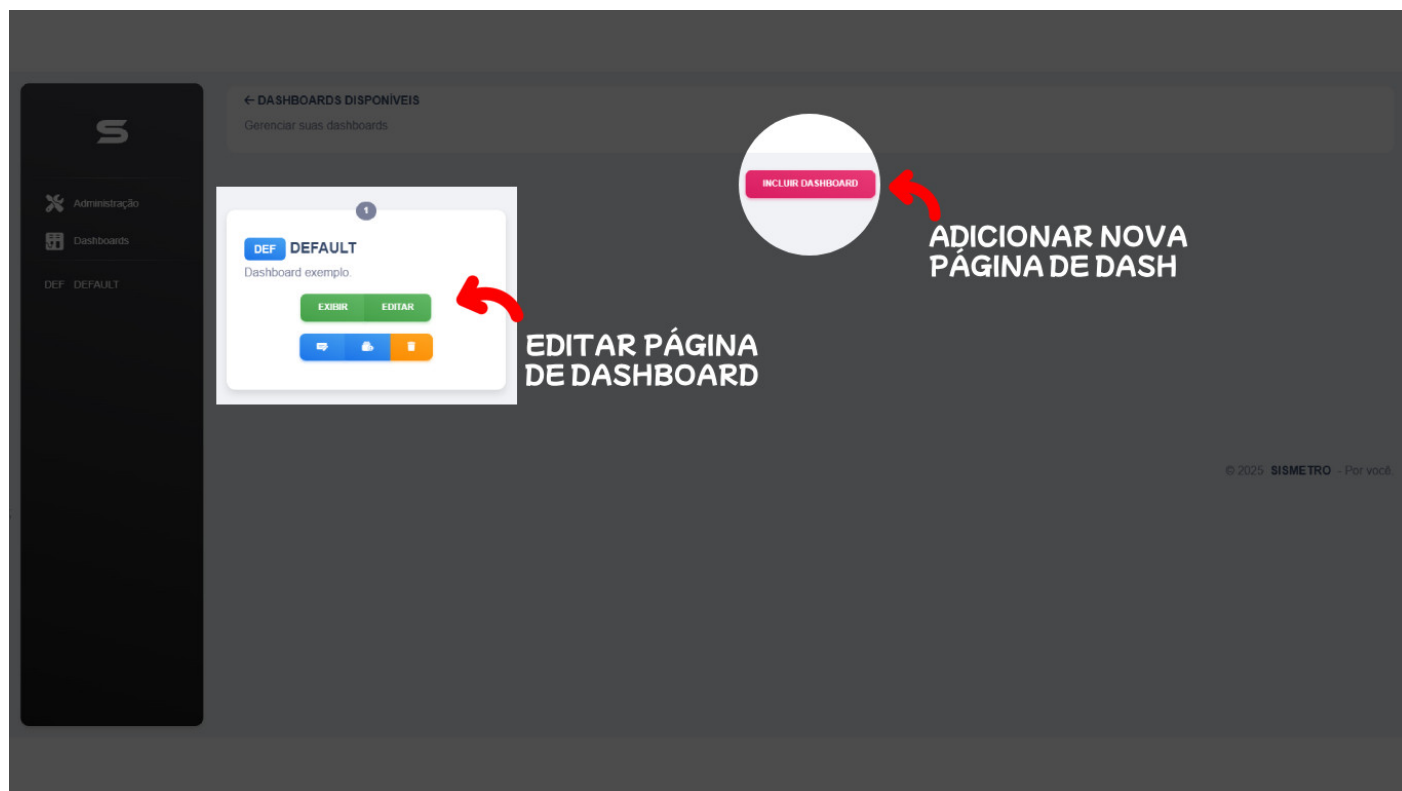 ← DASHBOARDS DISPONÍVEIS
Gerenciar suas dashboards
S
Administração
Dashboards
DEF DEFAULT
1
DEF DEFAULT
Dashboard exemplo.
EXIBIR EDITAR
INCLUIR DASHBOARD
ADICIONAR NOVA
PÁGINA DE DASH
EDITAR PÁGINA
DE DASHBOARD
© 2025 SISMETRO - Por você.